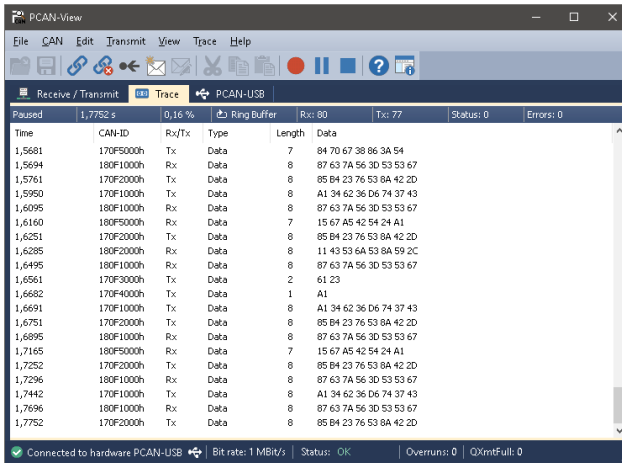 PCAN-View
File CAN Edit Transmit View Trace Help
Receive / Transmit Trace PCAN-USB
Paused 1,7752 s 0,16 % Ring Buffer Rx: 80 Tx: 77 Status: 0 Errors: 0
Time CAN-ID Rx/Tx Type Length Data
1,5681 170F5000h Tx Data 7 84 70 67 38 86 3A 54
1,5694 180F1000h Rx Data 8 87 63 7A 56 3D 53 53 67
1,5761 170F2000h Tx Data 8 85 B4 23 76 53 8A 42 2D
1,5950 170F1000h Tx Data 8 A1 34 62 36 D6 74 37 43
1,6095 180F1000h Rx Data 8 87 63 7A 56 3D 53 53 67
1,6160 180F5000h Rx Data 7 15 67 A5 42 54 24 A1
1,6251 170F2000h Tx Data 8 85 B4 23 76 53 8A 42 2D
1,6285 180F2000h Rx Data 8 11 43 53 6A 53 8A 59 2C
1,6495 180F1000h Rx Data 8 87 63 7A 56 3D 53 53 67
1,6561 170F3000h Tx Data 2 61 23
1,6682 170F4000h Tx Data 1 A1
1,6691 170F1000h Tx Data 8 A1 34 62 36 D6 74 37 43
1,6751 170F2000h Tx Data 8 85 B4 23 76 53 8A 42 2D
1,6895 180F1000h Rx Data 8 87 63 7A 56 3D 53 53 67
1,7165 180F5000h Rx Data 7 15 67 A5 42 54 24 A1
1,7252 170F2000h Tx Data 8 85 B4 23 76 53 8A 42 2D
1,7296 180F1000h Rx Data 8 87 63 7A 56 3D 53 53 67
1,7442 170F1000h Tx Data 8 A1 34 62 36 D6 74 37 43
1,7696 180F1000h Rx Data 8 87 63 7A 56 3D 53 53 67
1,7752 170F2000h Tx Data 8 85 B4 23 76 53 8A 42 2D
Connected to hardware PCAN-USB Bit rate: 1 MBit/s Status: OK Overruns: 0 QXmtFull: 0